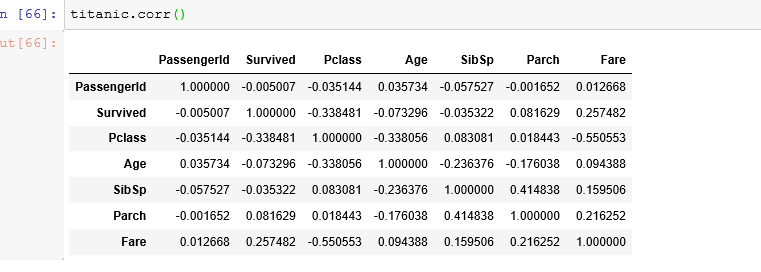 n [66]: titanic.corr()
ut[66]:
PassengerId Survived Pclass Age SibSp Parch Fare
PassengerId 1.000000 -0.005007 -0.035144 0.035734 -0.057527 -0.001652 0.012668
Survived -0.005007 1.000000 -0.338481 -0.073296 -0.035322 0.081629 0.257482
Pclass -0.035144 -0.338481 1.000000 -0.338056 0.083081 0.018443 -0.550553
Age 0.035734 -0.073296 -0.338056 1.000000 -0.236376 -0.176038 0.094388
SibSp -0.057527 -0.035322 0.083081 -0.236376 1.000000 0.414838 0.159506
Parch -0.001652 0.081629 0.018443 -0.176038 0.414838 1.000000 0.216252
Fare 0.012668 0.257482 -0.550553 0.094388 0.159506 0.216252 1.000000